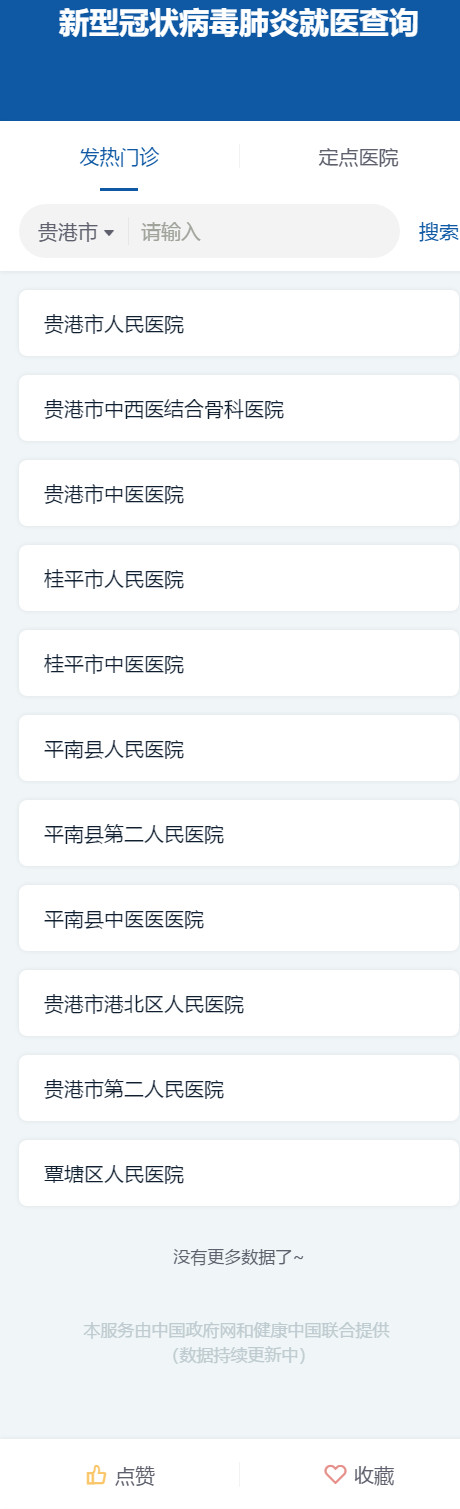 新型冠状病毒肺炎就医查询
发热门诊 定点医院
贵港市 请输入 搜索
贵港市人民医院
贵港市中西医结合骨科医院
贵港市中医医院
桂平市人民医院
桂平市中医医院
平南县人民医院
平南县第二人民医院
平南县中医医医院
贵港市港北区人民医院
贵港市第二人民医院
覃塘区人民医院
没有更多数据了~
本服务由中国政府网和健康中国联合提供
（数据持续更新中）
点赞 收藏